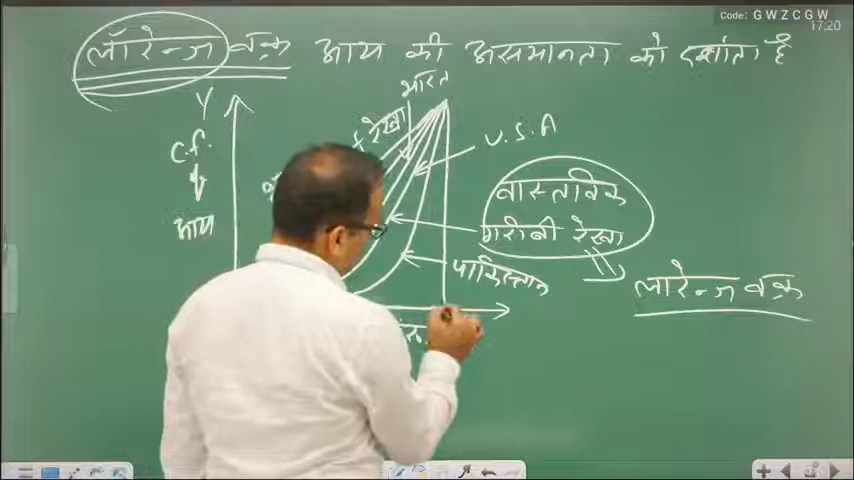 Code: GWZCGW
17.20
लॉरेन्ज वक्र आय की असमानता को दर्शाता है
भारत
Y
रेखा
U.S.A
C.f.
वास्तविक
आय
गरीबी रेखा
पाकिस्तान
लारेन्ज वक्र